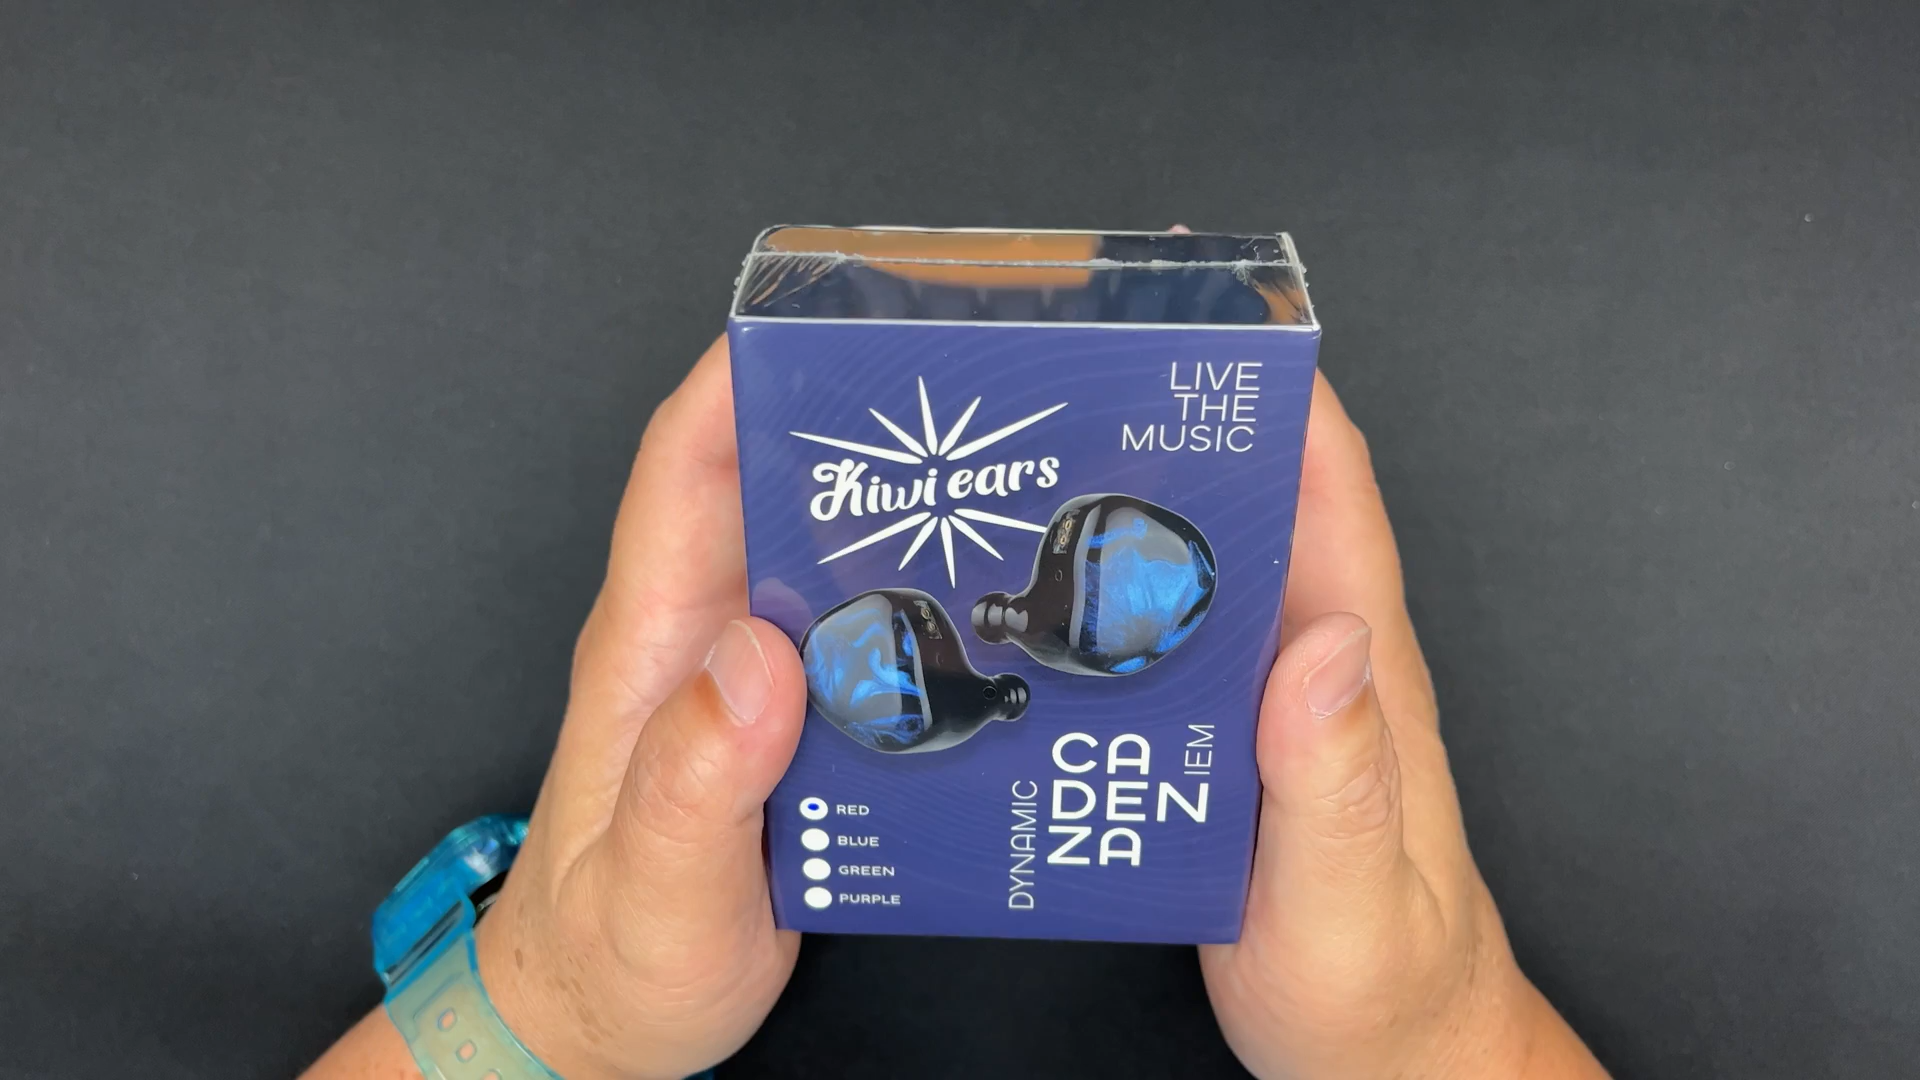 LIVE
THE
MUSIC
Kiwi ears
RED
BLUE
GREEN
PURPLE
DYNAMIC
CA
DEN
ZA
IEM